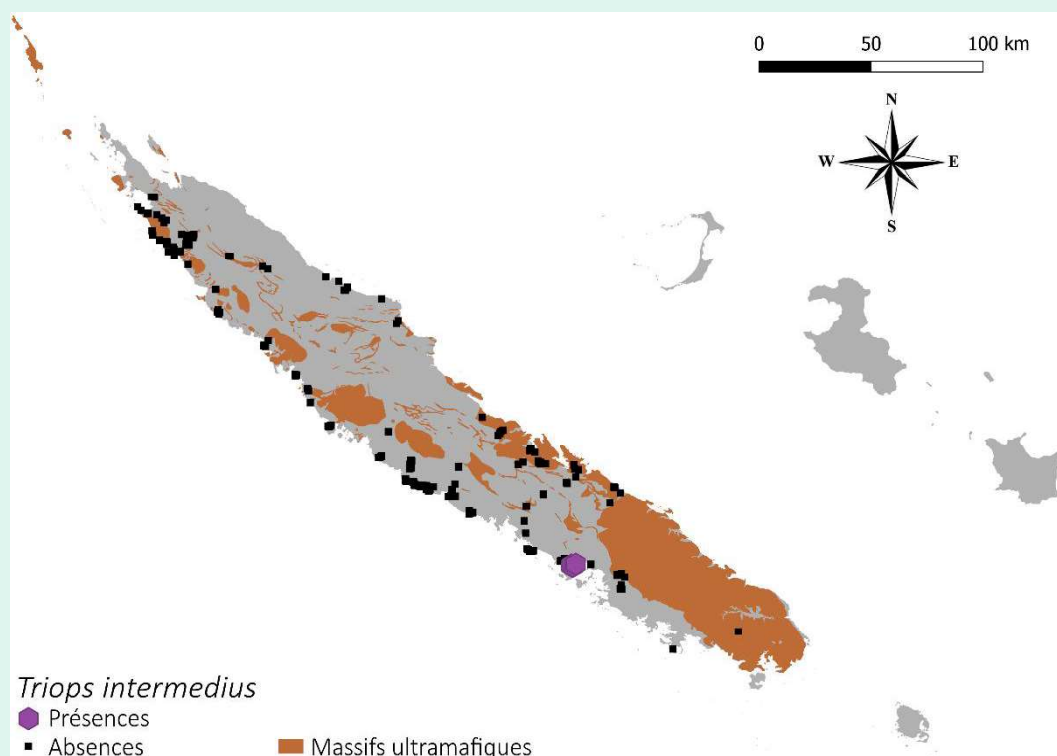 0 50 100 km
N
W E
S
Triops intermedius
Présences
Absences Massifs ultramafiques